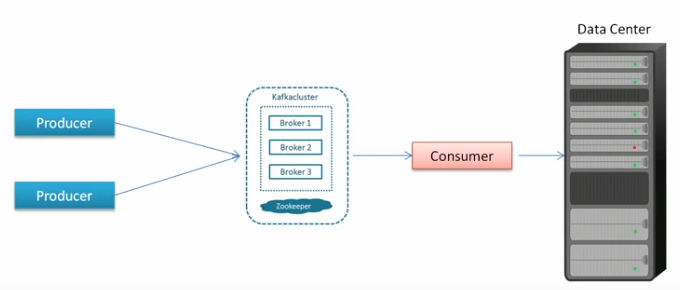 Data Center
Kafkacluster
Producer
Broker 1
Broker 2
Consumer
Broker 3
Producer
Zookeeper